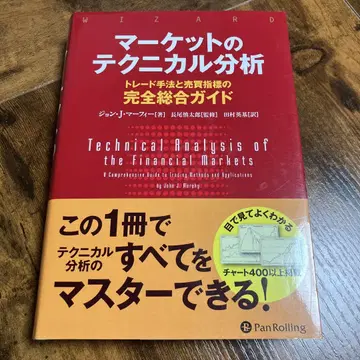 WIZARD
マーケットの
テクニカル分析
トレード手法と売買指標の
完全総合ガイド
ジョン・J・マーフィー[著] 長尾慎太郎[監修] 田村英基[訳]
Technical Analysis of
the Financial Markets
A Comprehensive Guide to Trading Methods and Applications
by John J. Murphy
この1冊で
テクニカル
分析の
すべてを
マスターできる!
目で見てよくわかる
チャート400以上掲載
PanRolling